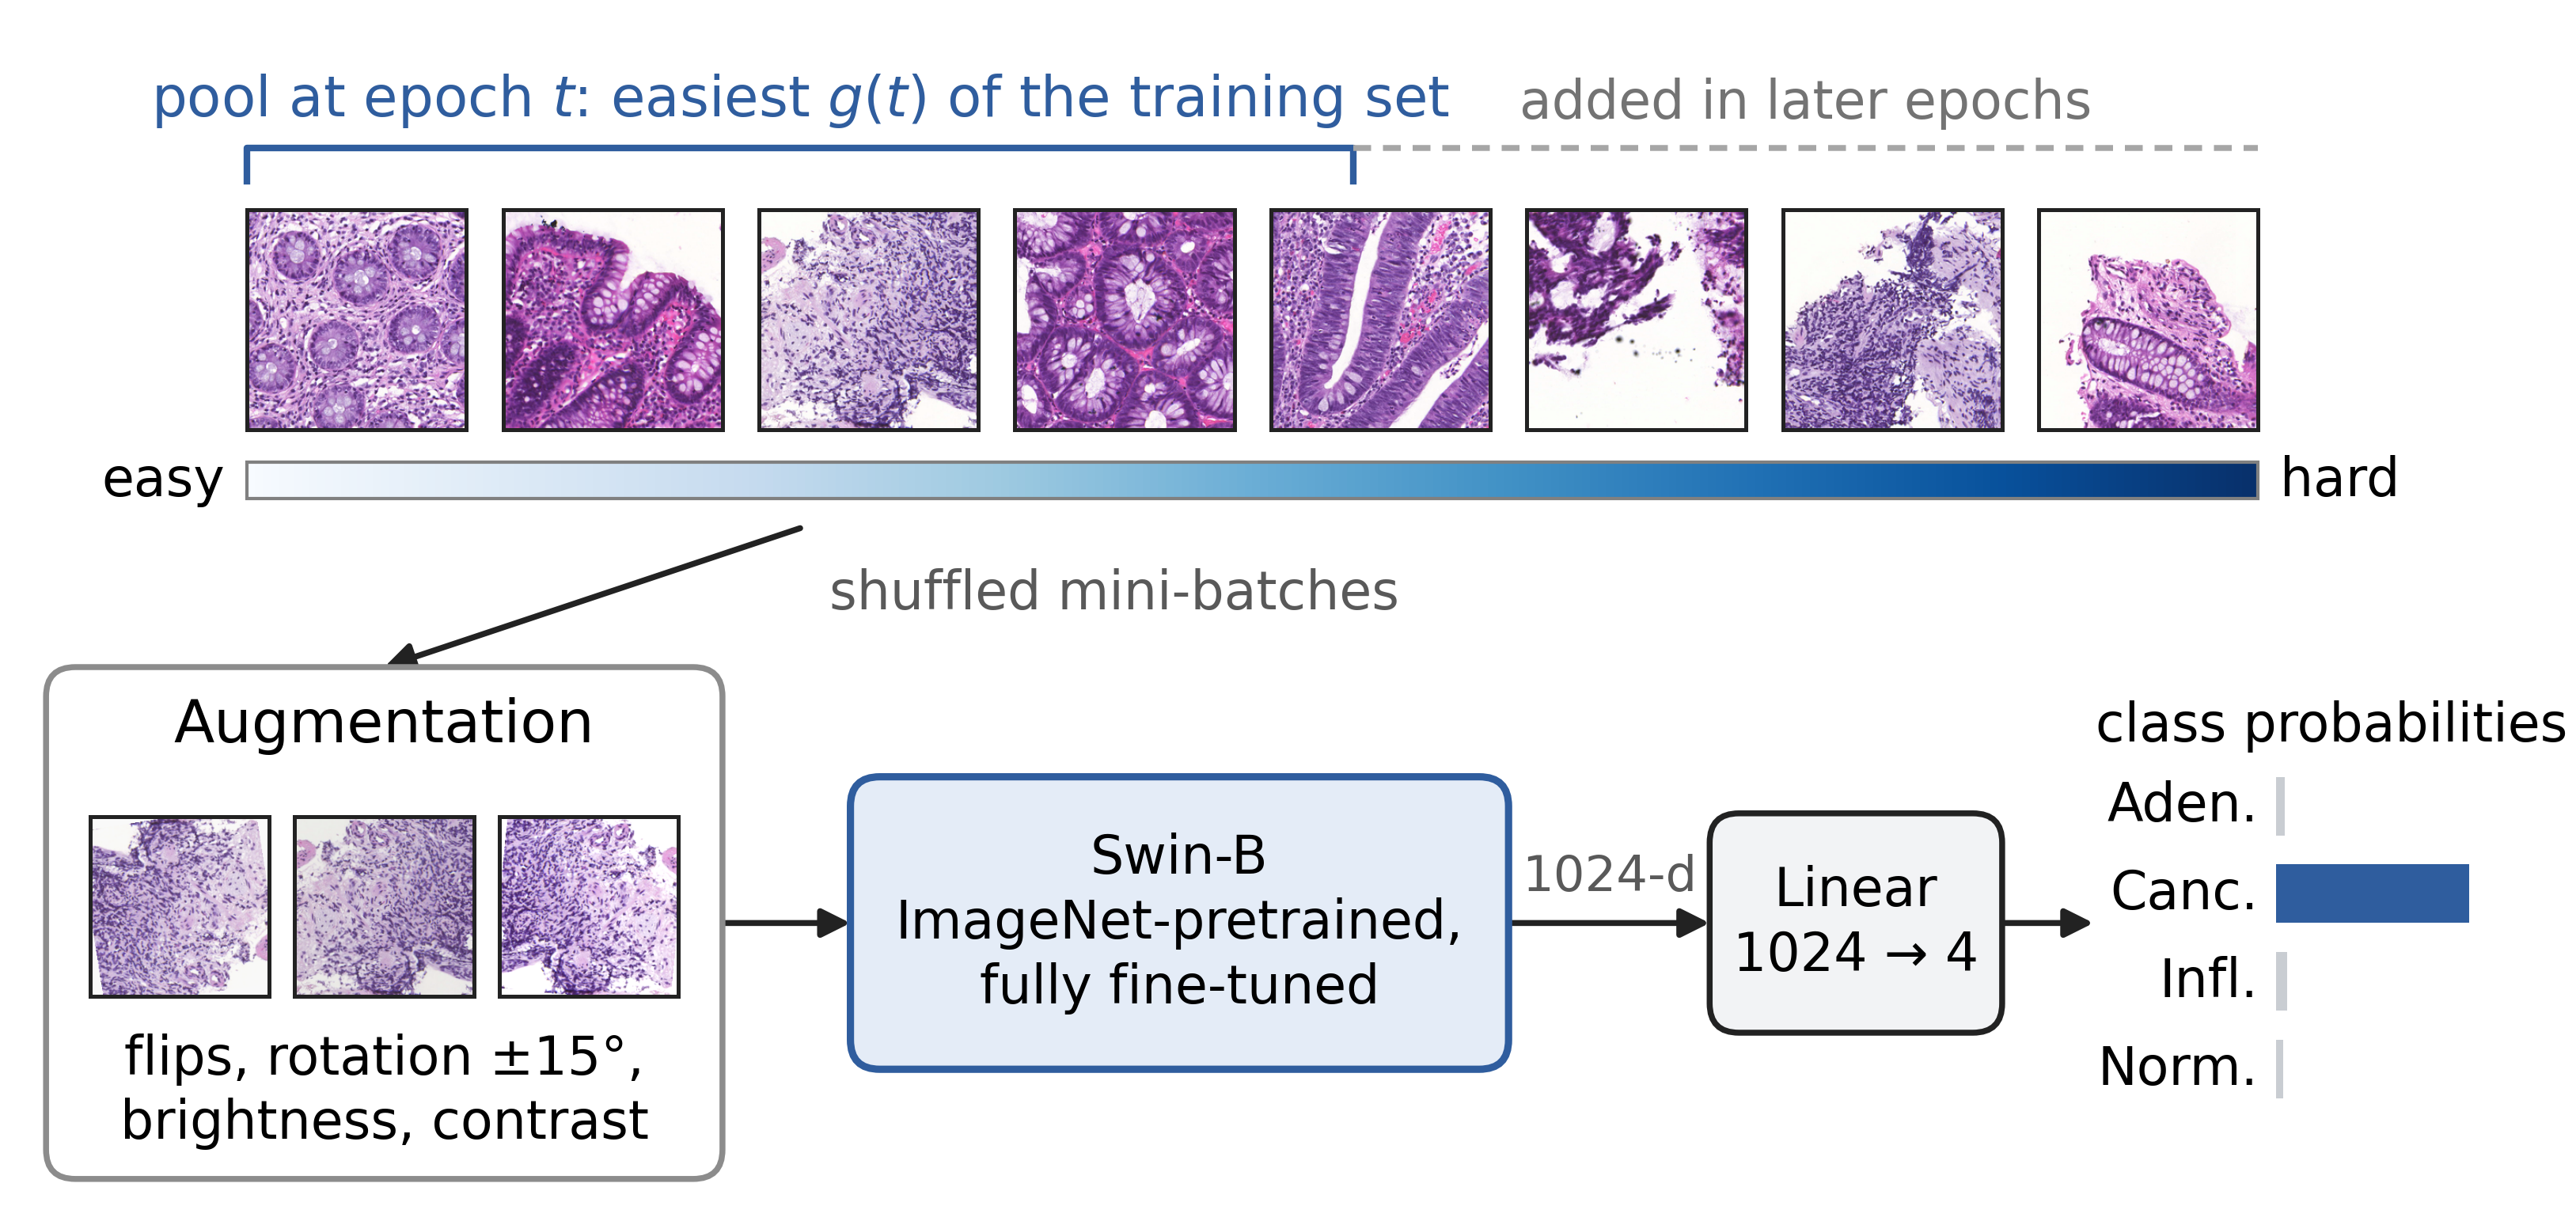 pool at epoch t: easiest g(t) of the training set
added in later epochs
easy
hard
shuffled mini-batches
Augmentation
flips, rotation ±15°,
brightness, contrast
Swin-B
ImageNet-pretrained,
fully fine-tuned
1024-d
Linear
1024 → 4
class probabilities
Aden.
Canc.
Infl.
Norm.